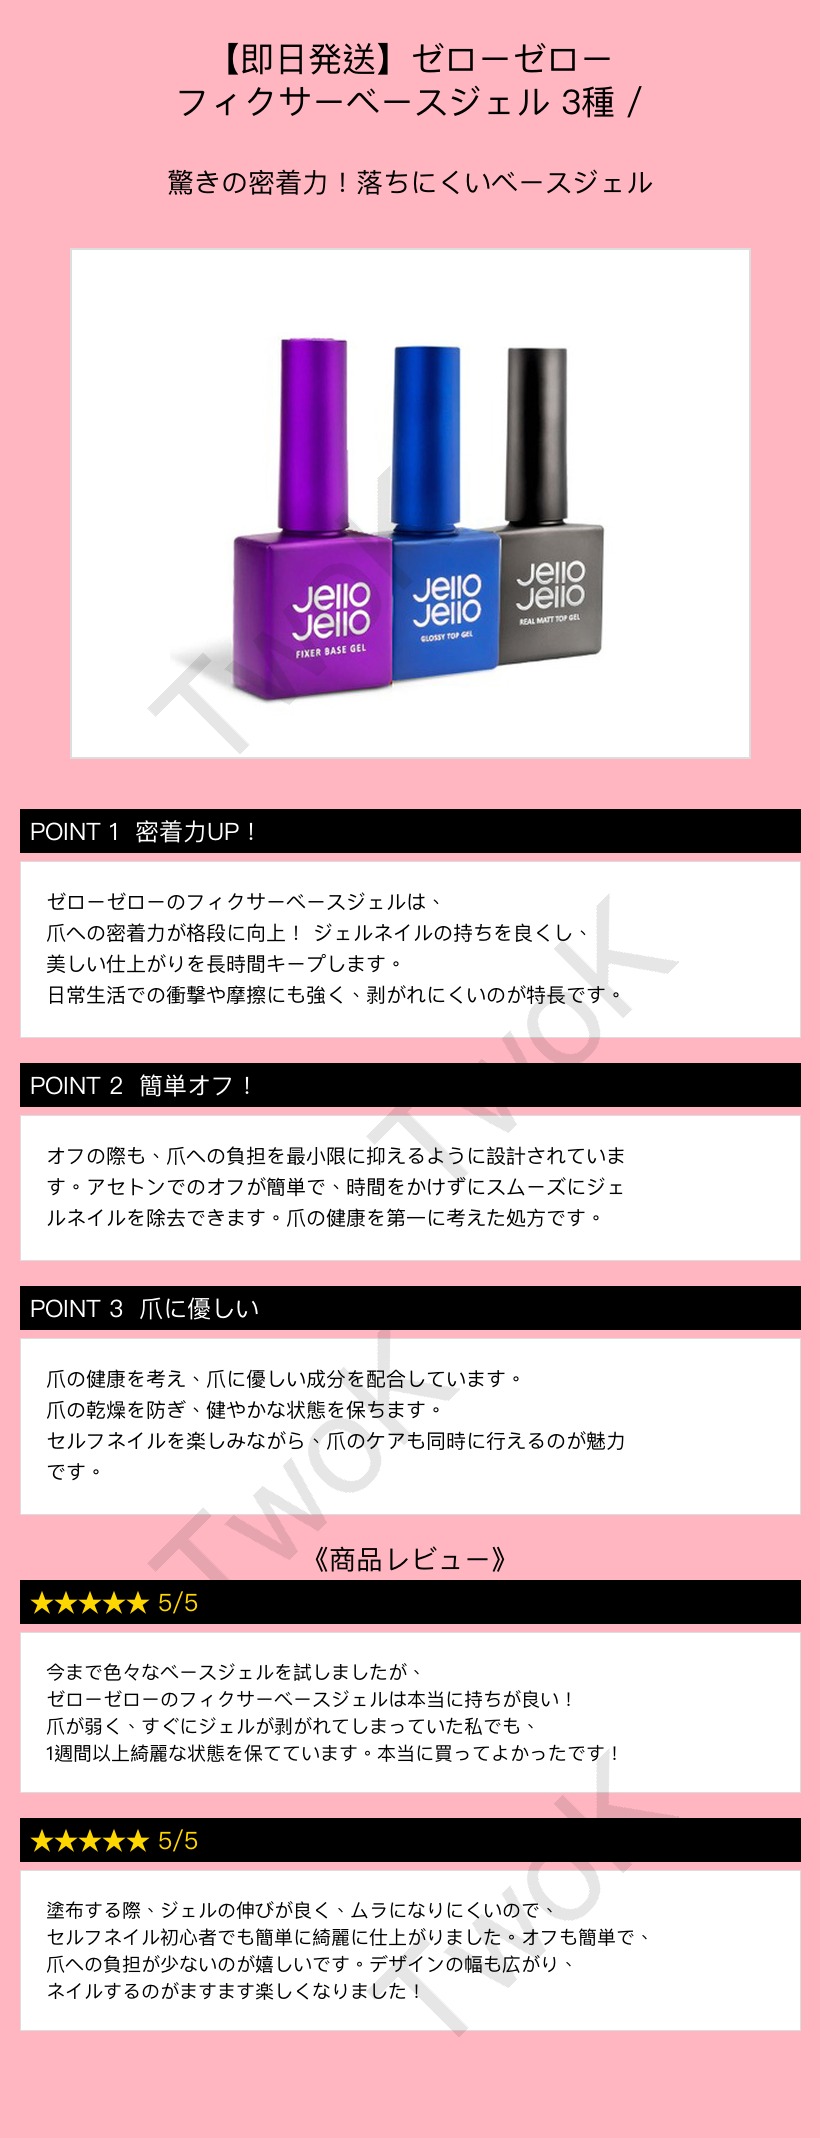 【即日発送】ゼローゼロー
フィクサーベースジェル 3種 /
驚きの密着力！落ちにくいベースジェル
Jello
Jello
FIXER BASE GEL
Jello
Jello
GLOSSY TOP GEL
Jello
Jello
REAL MATT TOP GEL
TwoK
POINT 1 密着力UP！
ゼローゼローのフィクサーベースジェルは、
爪への密着力が格段に向上！ ジェルネイルの持ちを良くし、
美しい仕上がりを長時間キープします。
日常生活での衝撃や摩擦にも強く、剥がれにくいのが特長です。
TwoK
POINT 2 簡単オフ！
オフの際も、爪への負担を最小限に抑えるように設計されていま
す。アセトンでのオフが簡単で、時間をかけずにスムーズにジェ
ルネイルを除去できます。爪の健康を第一に考えた処方です。
POINT 3 爪に優しい
爪の健康を考え、爪に優しい成分を配合しています。
爪の乾燥を防ぎ、健やかな状態を保ちます。
セルフネイルを楽しみながら、爪のケアも同時に行えるのが魅力
です。
TwoK
《商品レビュー》
★★★★★ 5/5
今まで色々なベースジェルを試しましたが、
ゼローゼローのフィクサーベースジェルは本当に持ちが良い！
爪が弱く、すぐにジェルが剥がれてしまっていた私でも、
1週間以上綺麗な状態を保てています。本当に買ってよかったです！
★★★★★ 5/5
塗布する際、ジェルの伸びが良く、ムラになりにくいので、
セルフネイル初心者でも簡単に綺麗に仕上がりました。オフも簡単で、
爪への負担が少ないのが嬉しいです。デザインの幅も広がり、
ネイルするのがますます楽しくなりました！
TwoK